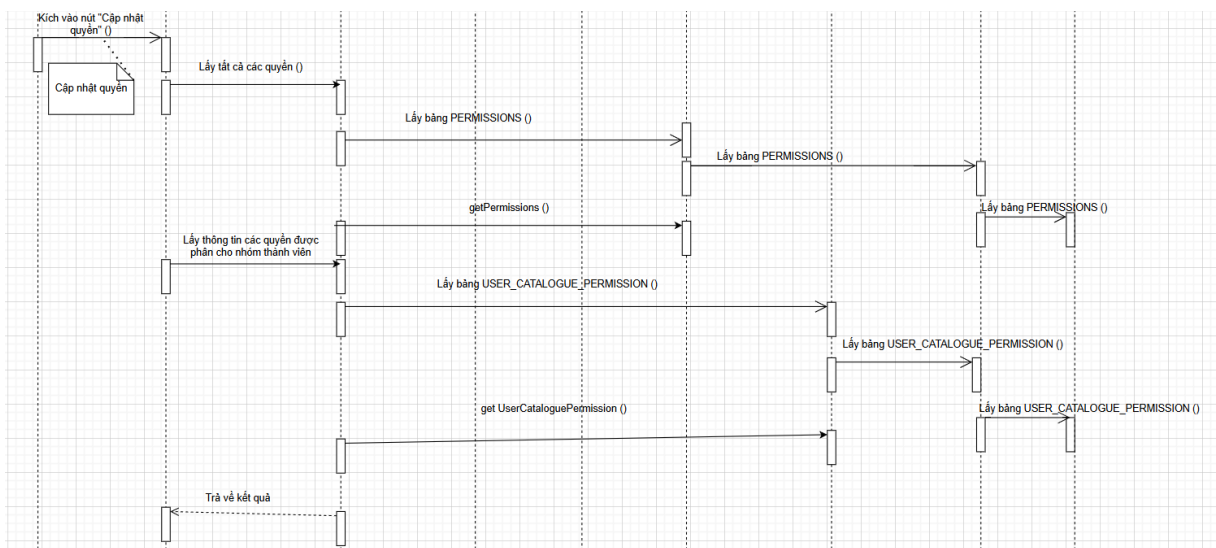 Kích vào nút "Cập nhật
quyền" ()
Cập nhật quyền
Lấy tất cả các quyền ()
Lấy bảng PERMISSIONS ()
Lấy bảng PERMISSIONS ()
Lấy bảng PERMISSIONS ()
getPermissions ()
Lấy thông tin các quyền được
phân cho nhóm thành viên
Lấy bảng USER_CATALOGUE_PERMISSION ()
Lấy bảng USER_CATALOGUE_PERMISSION ()
Lấy bảng USER_CATALOGUE_PERMISSION ()
get UserCataloguePermission ()
Trả về kết quả